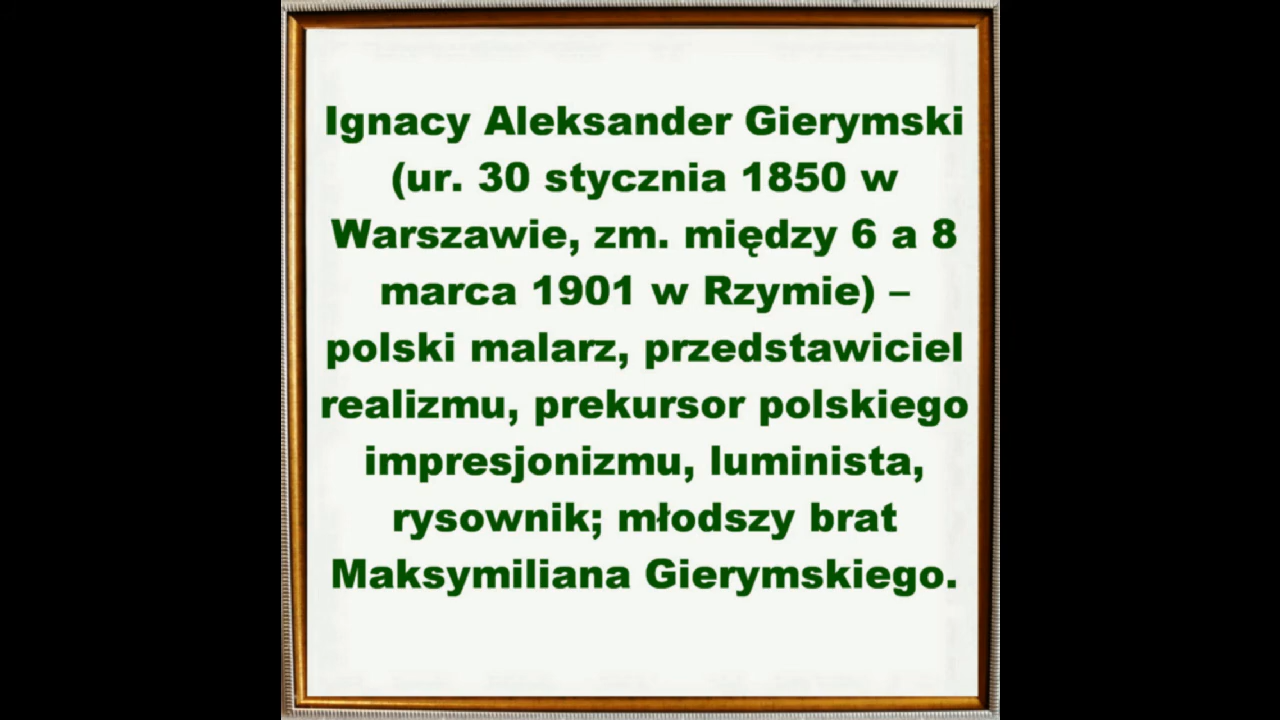 Ignacy Aleksander Gierymski
(ur. 30 stycznia 1850 w
Warszawie, zm. między 6 a 8
marca 1901 w Rzymie) –
polski malarz, przedstawiciel
realizmu, prekursor polskiego
impresjonizmu, luminista,
rysownik; młodszy brat
Maksymiliana Gierymskiego.